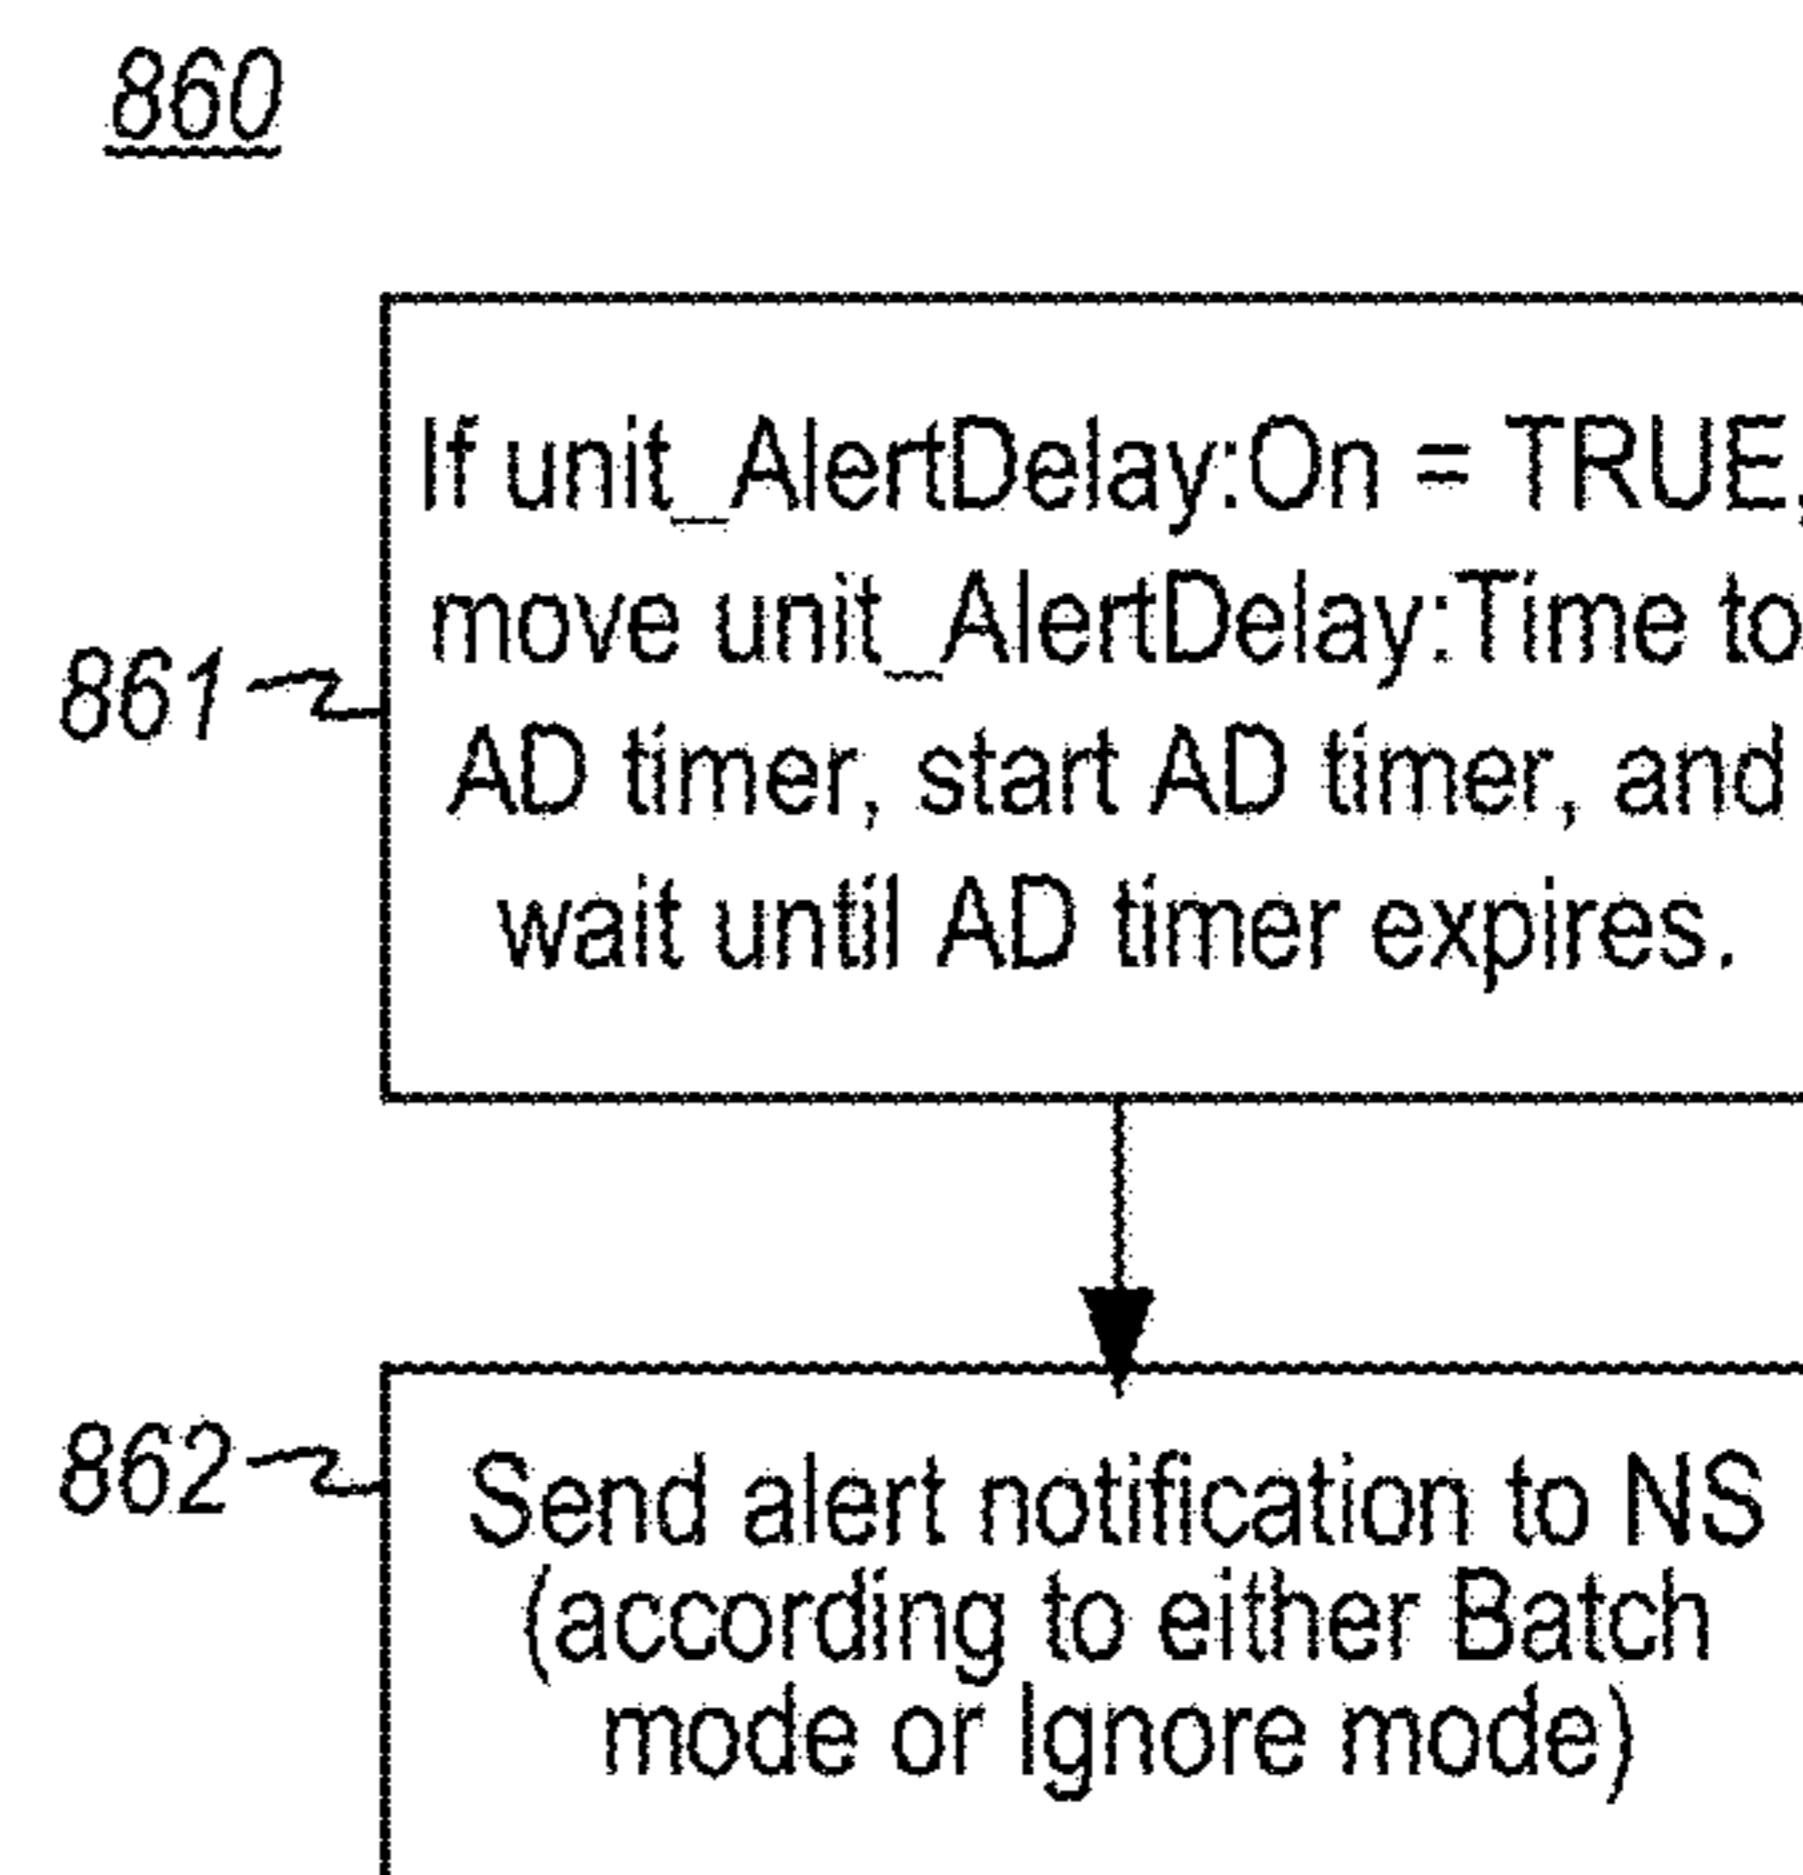 860
If unit_AlertDelay:On = TRUE,
move unit_AlertDelay:Time to
861
AD timer, start AD timer, and
wait until AD timer expires.
862
Send alert notification to NS
(according to either Batch
mode or Ignore mode)